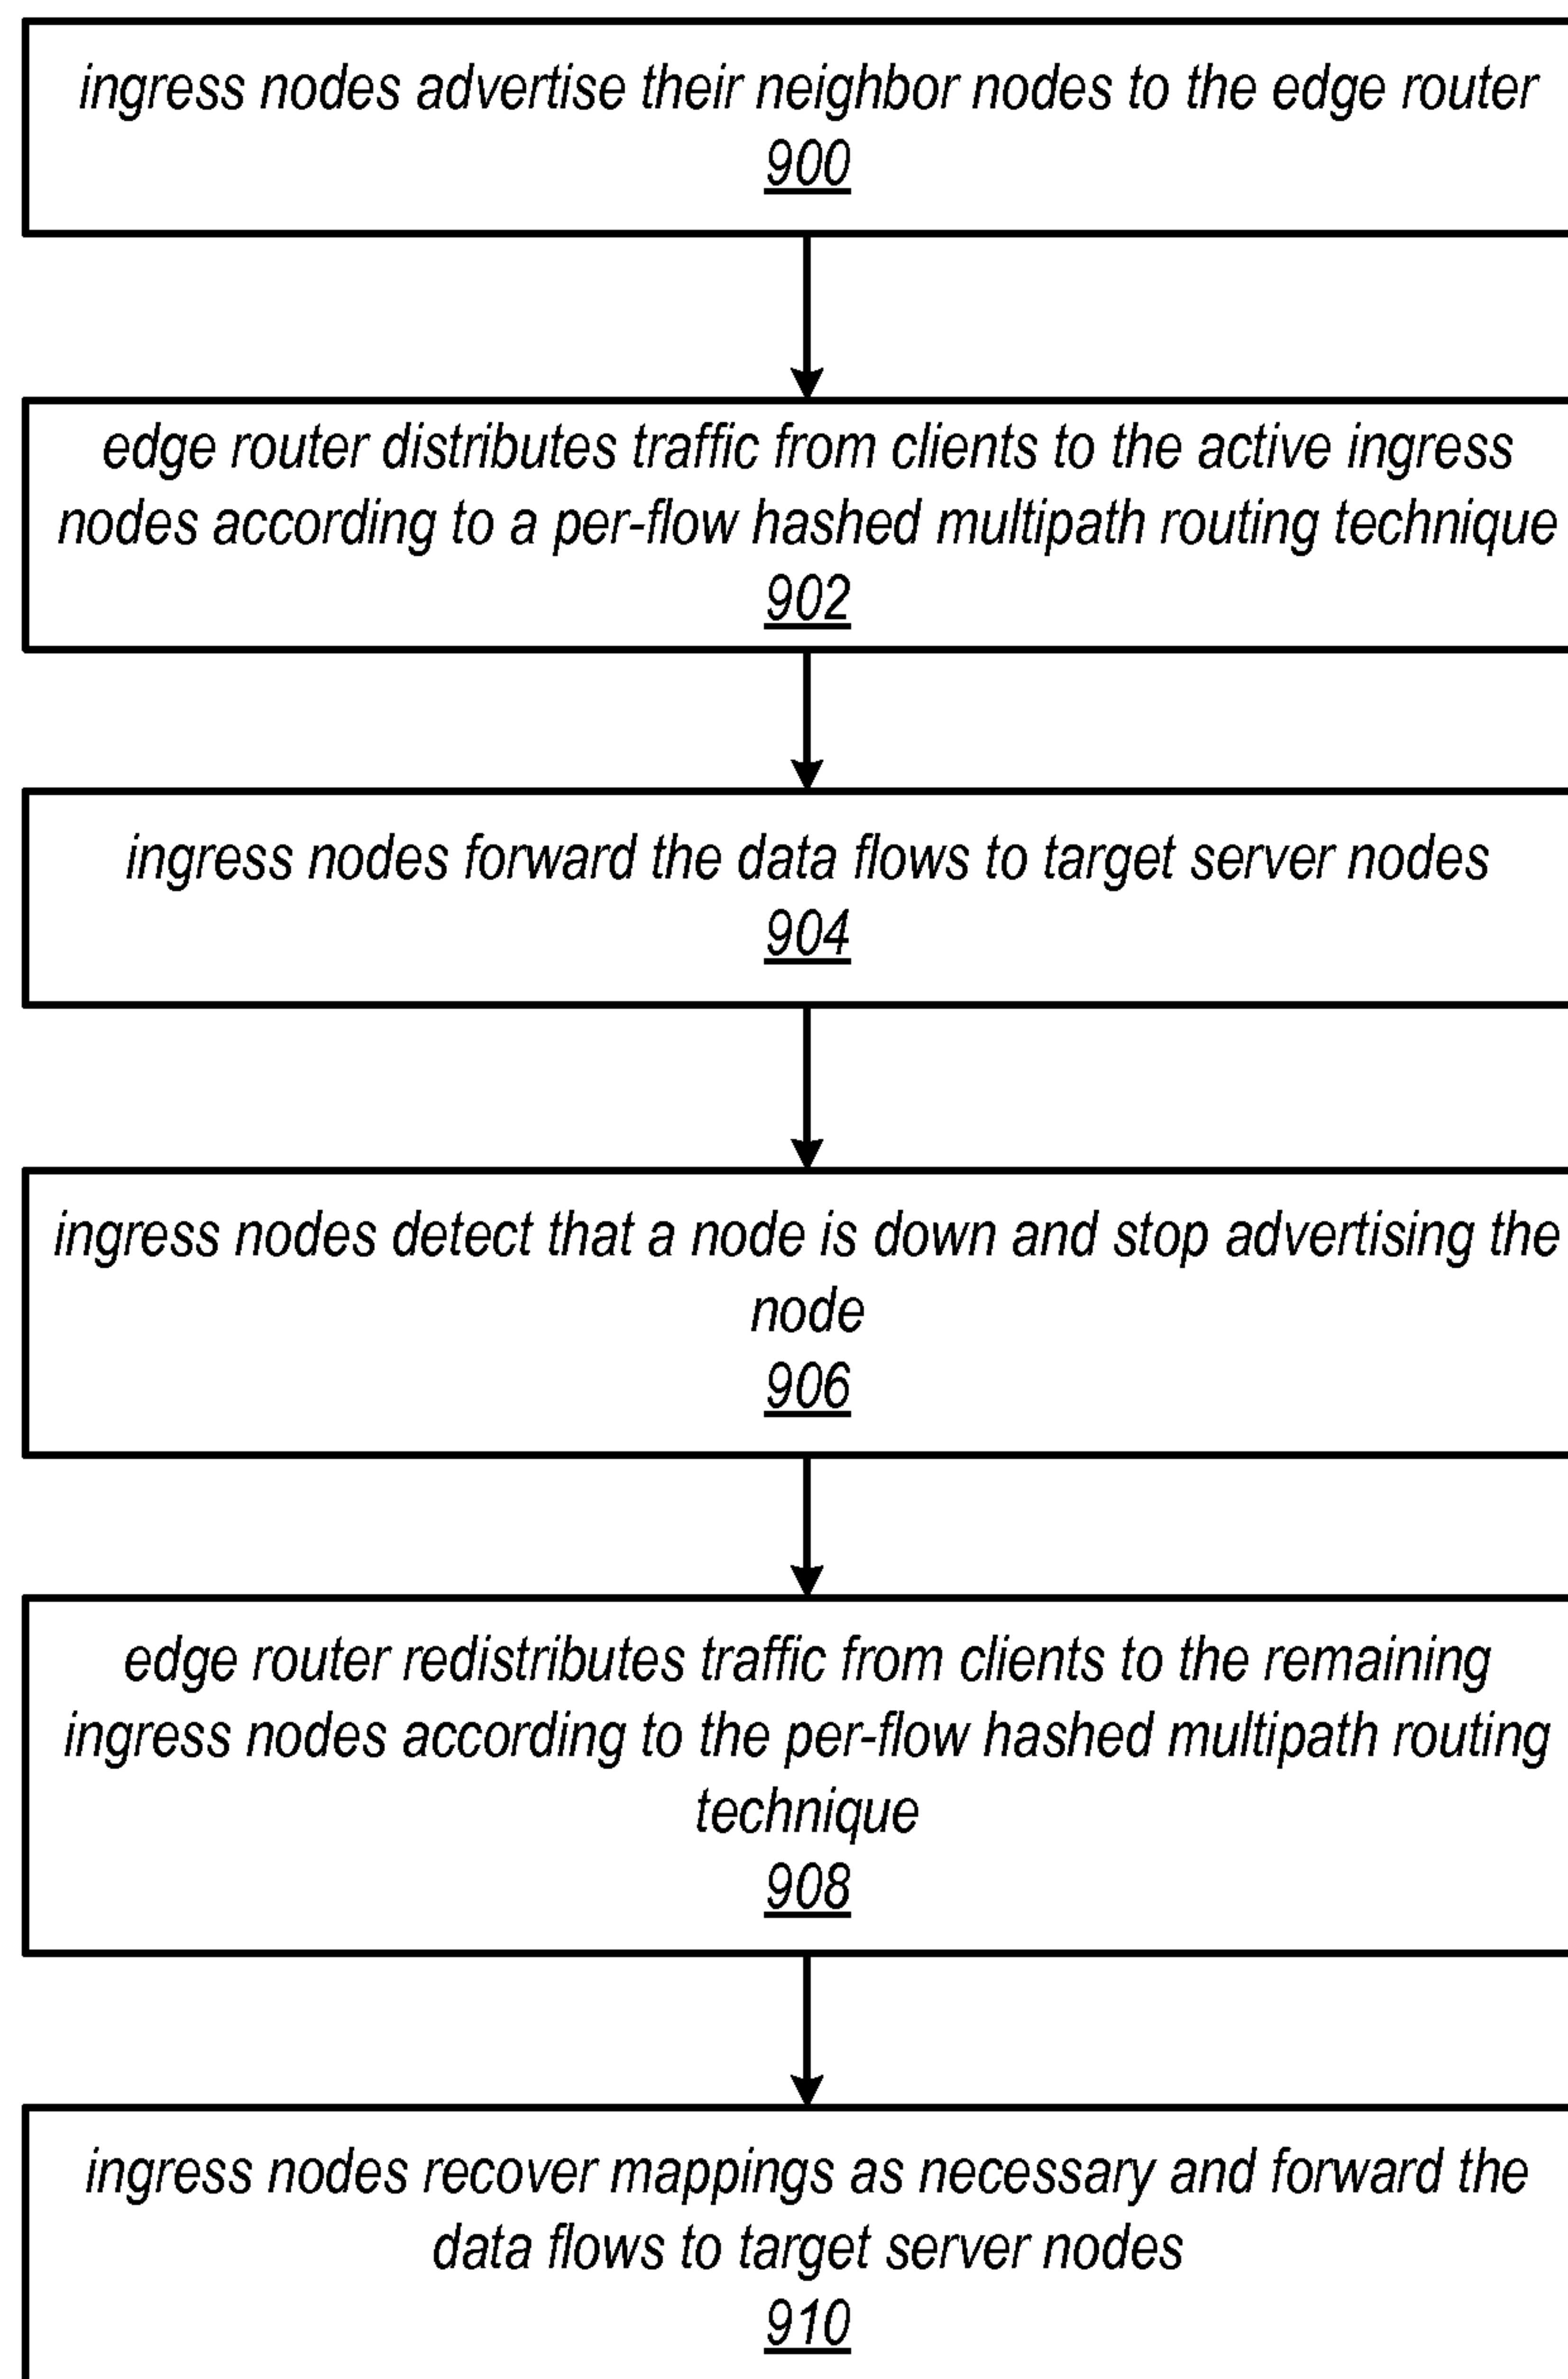 ingress nodes advertise their neighbor nodes to the edge router
900
edge router distributes traffic from clients to the active ingress
nodes according to a per-flow hashed multipath routing technique
902
ingress nodes forward the data flows to target server nodes
904
ingress nodes detect that a node is down and stop advertising the
node
906
edge router redistributes traffic from clients to the remaining
ingress nodes according to the per-flow hashed multipath routing
technique
908
ingress nodes recover mappings as necessary and forward the
data flows to target server nodes
910